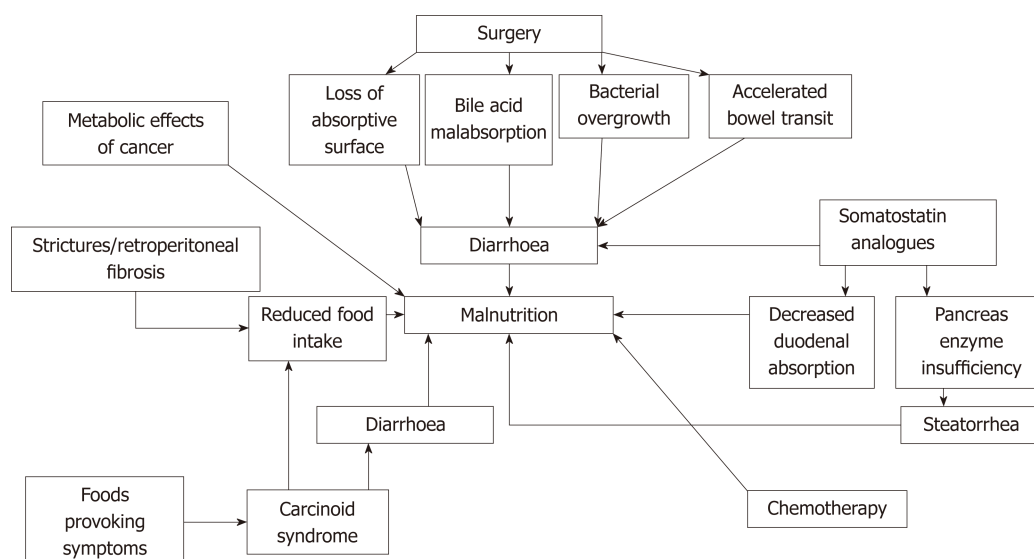 Surgery
Loss of
absorptive
surface
Bile acid
malabsorption
Bacterial
overgrowth
Accelerated
bowel transit
Metabolic effects
of cancer
Somatostatin
analogues
Strictures/retroperitoneal
fibrosis
Diarrhoea
Reduced food
intake
Malnutrition
Decreased
duodenal
absorption
Pancreas
enzyme
insufficiency
Diarrhoea
Steatorrhea
Foods
provoking
symptoms
Carcinoid
syndrome
Chemotherapy